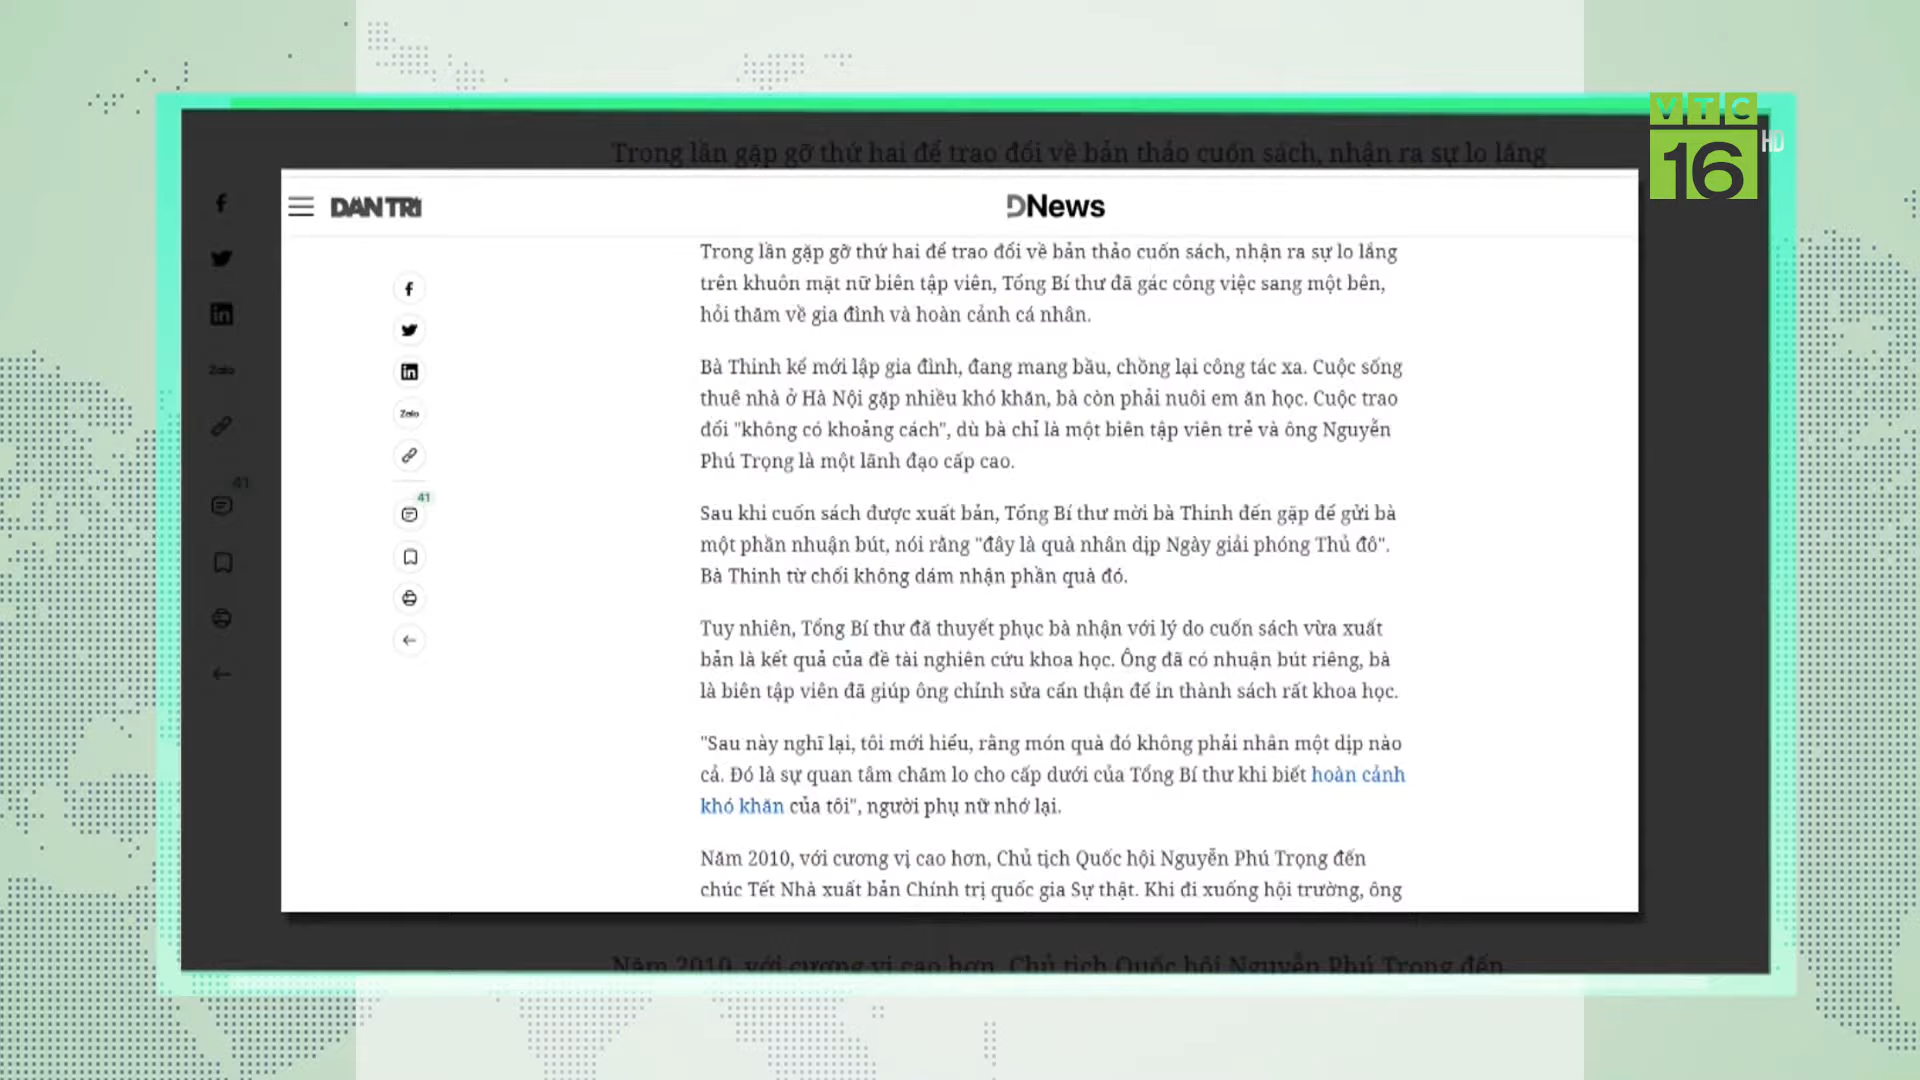 VTC
16
HD
Trong lần gặp gỡ thứ hai để trao đổi về bản thảo cuốn sách, nhận ra sự lo lắng
DÂN TRÍ
DNews
Trong lần gặp gỡ thứ hai để trao đổi về bản thảo cuốn sách, nhận ra sự lo lắng
trên khuôn mặt nữ biên tập viên, Tổng Bí thư đã gác công việc sang một bên,
hỏi thăm về gia đình và hoàn cảnh cá nhân.
Bà Thinh kể mới lập gia đình, đang mang bầu, chồng lại công tác xa. Cuộc sống
thuê nhà ở Hà Nội gặp nhiều khó khăn, bà còn phải nuôi em ăn học. Cuộc trao
đổi "không có khoảng cách", dù bà chỉ là một biên tập viên trẻ và ông Nguyễn
Phú Trọng là một lãnh đạo cấp cao.
Sau khi cuốn sách được xuất bản, Tổng Bí thư mời bà Thinh đến gặp để gửi bà
một phần nhuận bút, nói rằng "đây là quà nhân dịp Ngày giải phóng Thủ đô".
Bà Thinh từ chối không dám nhận phần quà đó.
Tuy nhiên, Tổng Bí thư đã thuyết phục bà nhận với lý do cuốn sách vừa xuất
bản là kết quả của đề tài nghiên cứu khoa học. Ông đã có nhuận bút riêng, bà
là biên tập viên đã giúp ông chỉnh sửa cẩn thận để in thành sách rất khoa học.
"Sau này nghĩ lại, tôi mới hiểu, rằng món quà đó không phải nhân một dịp nào
cả. Đó là sự quan tâm chăm lo cho cấp dưới của Tổng Bí thư khi biết hoàn cảnh
khó khăn của tôi", người phụ nữ nhớ lại.
Năm 2010, với cương vị cao hơn, Chủ tịch Quốc hội Nguyễn Phú Trọng đến
chúc Tết Nhà xuất bản Chính trị quốc gia Sự thật. Khi đi xuống hội trường, ông
Zalo
41
Zalo
41
Năm 2010, với cương vị cao hơn, Chủ tịch Quốc hội Nguyễn Phú Trọng đến